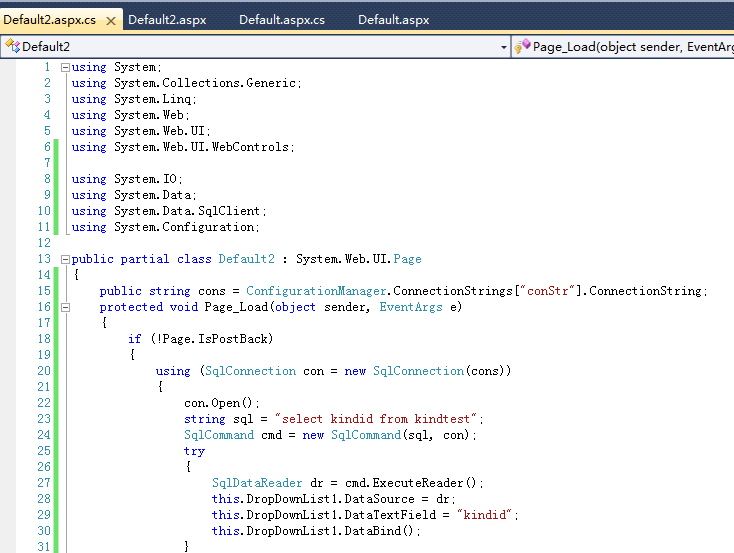 Default2.aspx.cs Default2.aspx Default.aspx.cs Default.aspx
Default2 Page_Load(object sender, EventArg
1 using System;
2 using System.Collections.Generic;
3 using System.Linq;
4 using System.Web;
5 using System.Web.UI;
6 using System.Web.UI.WebControls;
7
8 using System.IO;
9 using System.Data;
10 using System.Data.SqlClient;
11 using System.Configuration;
12
13 public partial class Default2 : System.Web.UI.Page
14 {
15 public string cons = ConfigurationManager.ConnectionStrings["conStr"].ConnectionString;
16 protected void Page_Load(object sender, EventArgs e)
17 {
18 if (!Page.IsPostBack)
19 {
20 using (SqlConnection con = new SqlConnection(cons))
21 {
22 con.Open();
23 string sql = "select kindid from kindtest";
24 SqlCommand cmd = new SqlCommand(sql, con);
25 try
26 {
27 SqlDataReader dr = cmd.ExecuteReader();
28 this.DropDownList1.DataSource = dr;
29 this.DropDownList1.DataTextField = "kindid";
30 this.DropDownList1.DataBind();
31 }